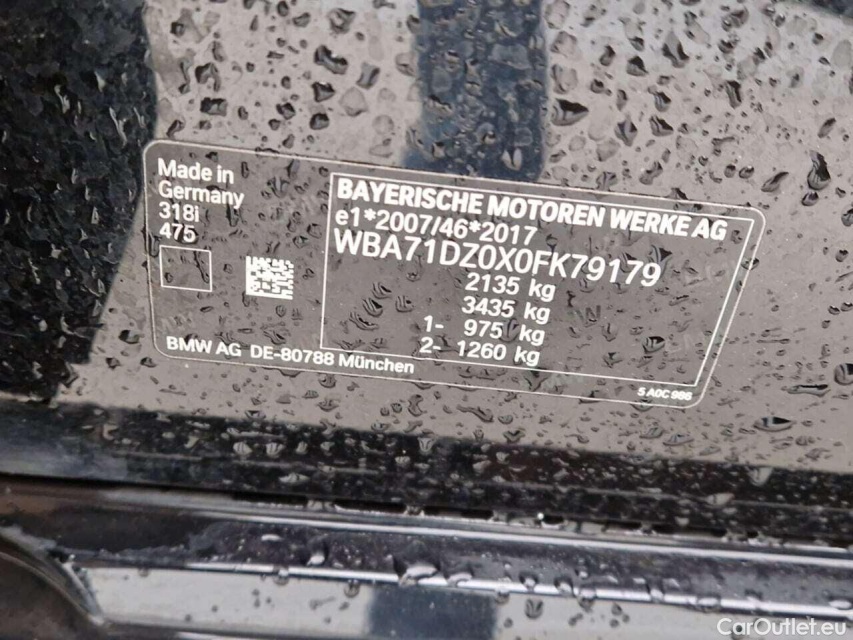 Made in
Germany
318i
475
BAYERISCHE MOTOREN WERKE AG
e1*2007/46*2017
WBA71DZ0X0FK79179
2135 kg
3435 kg
1- 975 kg
2- 1260 kg
BMW AG DE-80788 München
5 A0C 986
CarOutlet.eu